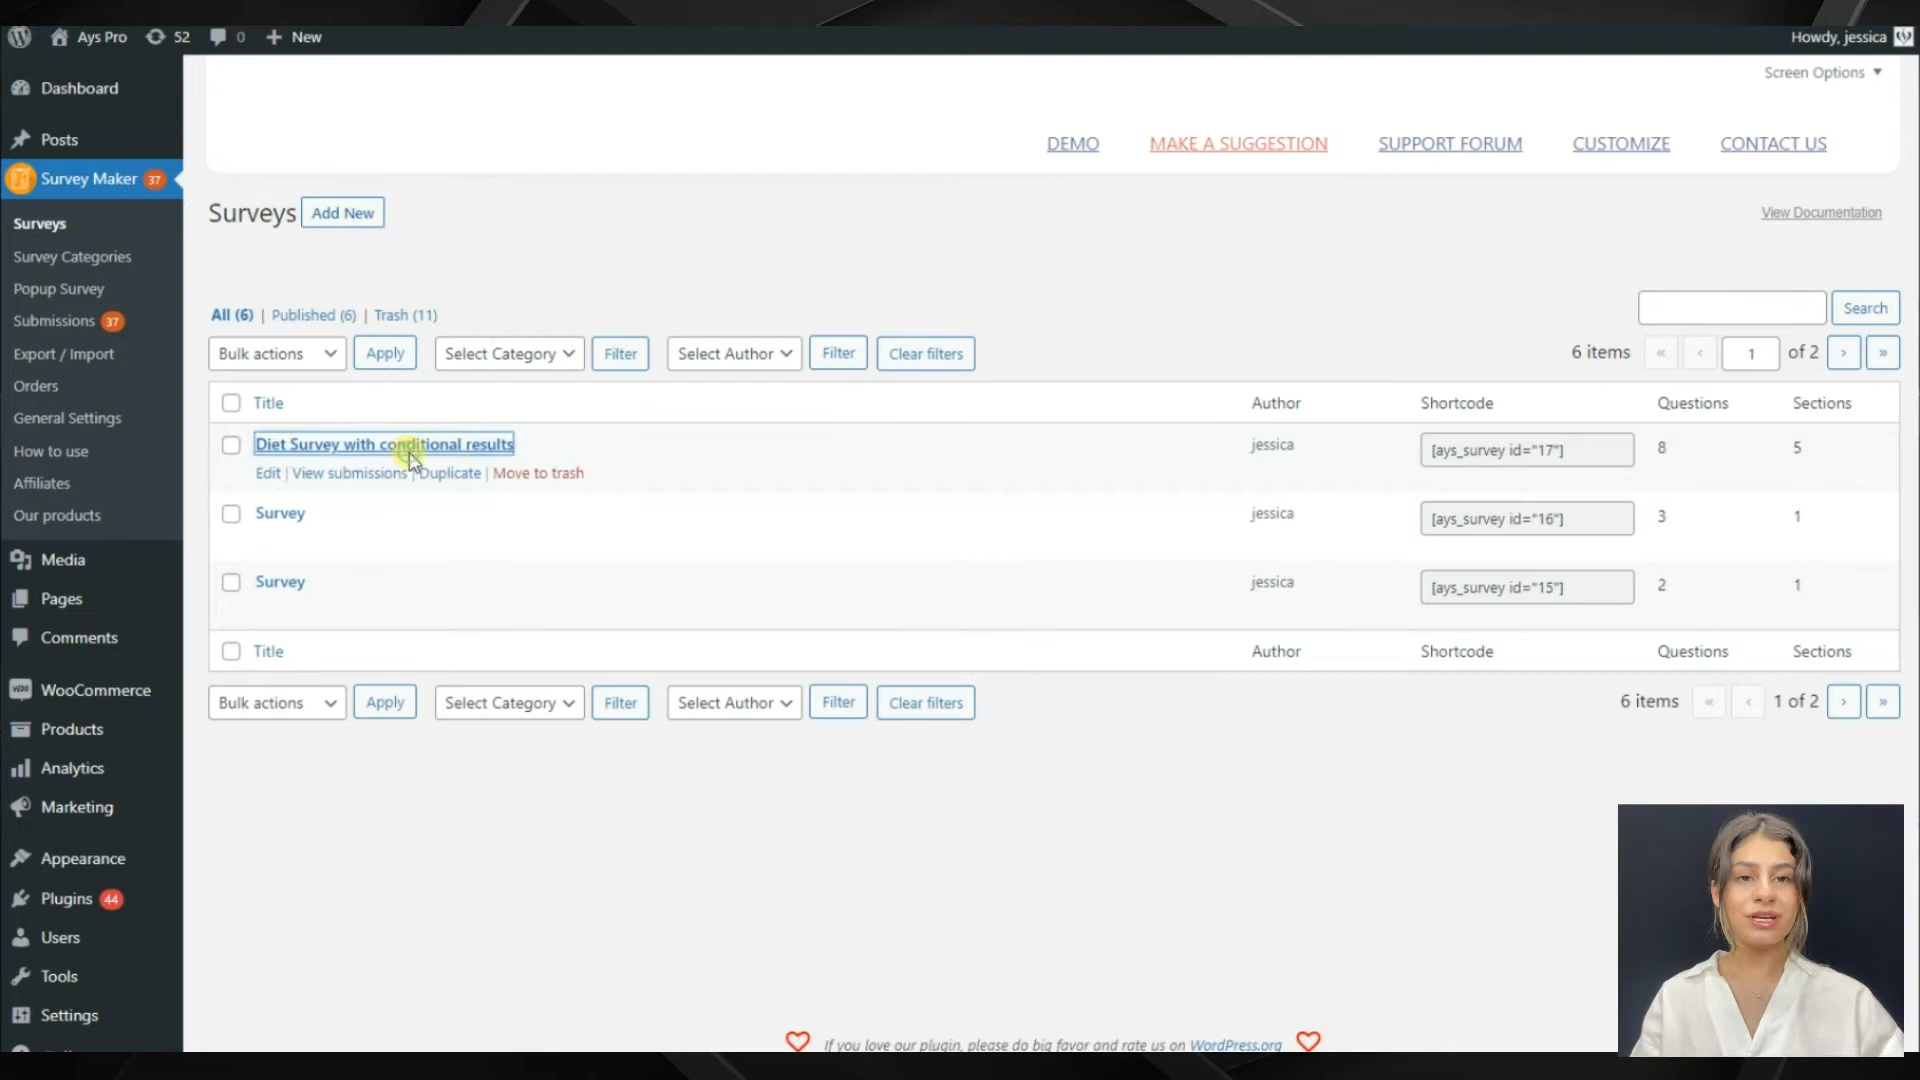 Ays Pro 52 0 New Howdy, jessica
Screen Options
DEMO MAKE A SUGGESTION SUPPORT FORUM CUSTOMIZE CONTACT US
Dashboard
Posts
Survey Maker 37
Surveys
Survey Categories
Popup Survey
Submissions 37
Export / Import
Orders
General Settings
How to use
Affiliates
Our products
Media
Pages
Comments
WooCommerce
Products
Analytics
Marketing
Appearance
Plugins 44
Users
Tools
Settings
Surveys Add New View Documentation
All (6) | Published (6) | Trash (11) Search
Bulk actions Apply Select Category Filter Select Author Filter Clear filters 6 items « ‹ 1 of 2 › »
Title Author Shortcode Questions Sections
Diet Survey with conditional results jessica [ays_survey id="17"] 8 5
Edit | View submissions | Duplicate | Move to trash
Survey jessica [ays_survey id="16"] 3 1
Survey jessica [ays_survey id="15"] 2 1
Title Author Shortcode Questions Sections
Bulk actions Apply Select Category Filter Select Author Filter Clear filters 6 items « ‹ 1 of 2 › »
If you love our plugin, please do big favor and rate us on WordPress.org